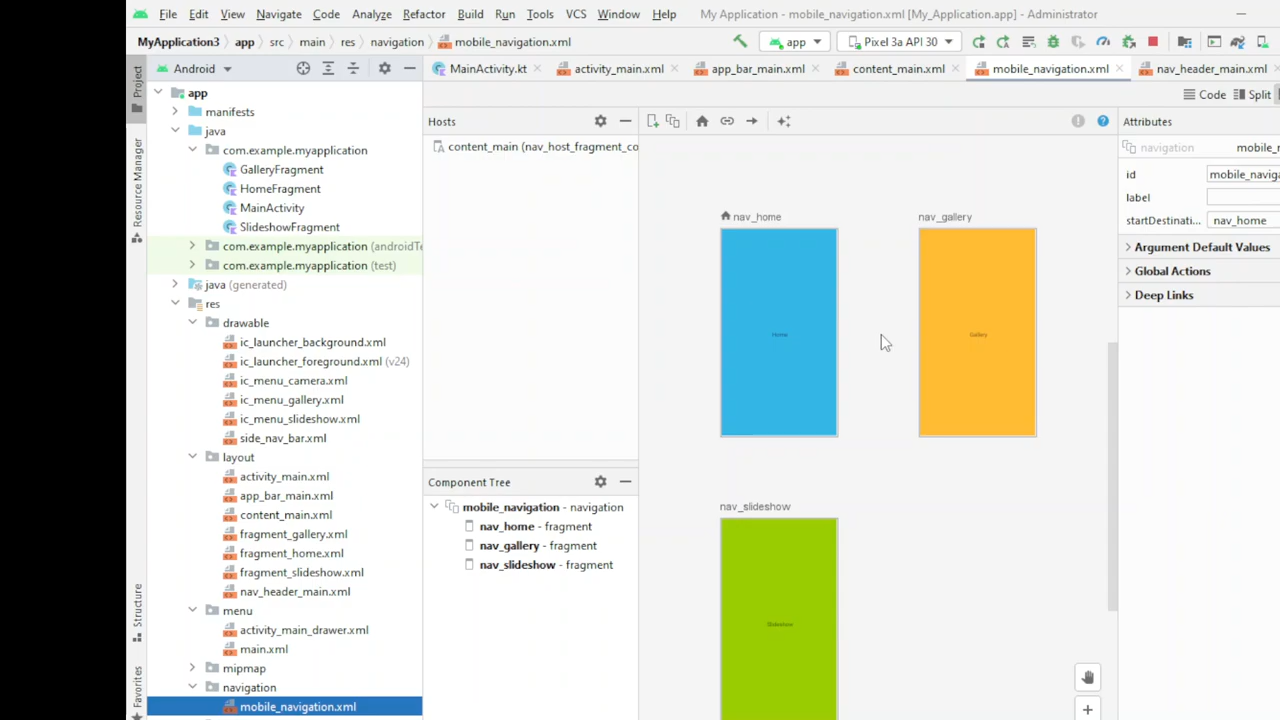 File Edit View Navigate Code Analyze Refactor Build Run Tools VCS Window Help My Application - mobile_navigation.xml [My_Application.app] - Administrator
MyApplication3 app src main res navigation mobile_navigation.xml app Pixel 3a API 30
Project
Resource Manager
Structure
Favorites
Android
MainActivity.kt activity_main.xml app_bar_main.xml content_main.xml mobile_navigation.xml nav_header_main.xml
Code Split
app
manifests
java
com.example.myapplication
GalleryFragment
HomeFragment
MainActivity
SlideshowFragment
com.example.myapplication (androidTe
com.example.myapplication (test)
java (generated)
res
drawable
ic_launcher_background.xml
ic_launcher_foreground.xml (v24)
ic_menu_camera.xml
ic_menu_gallery.xml
ic_menu_slideshow.xml
side_nav_bar.xml
layout
activity_main.xml
app_bar_main.xml
content_main.xml
fragment_gallery.xml
fragment_home.xml
fragment_slideshow.xml
nav_header_main.xml
menu
activity_main_drawer.xml
main.xml
mipmap
navigation
mobile_navigation.xml
Hosts
content_main (nav_host_fragment_co
Component Tree
mobile_navigation - navigation
nav_home - fragment
nav_gallery - fragment
nav_slideshow - fragment
nav_home
Home
nav_gallery
Gallery
nav_slideshow
Slideshow
Attributes
navigation mobile_n
id mobile_naviga
label
startDestinati... nav_home
Argument Default Values
Global Actions
Deep Links